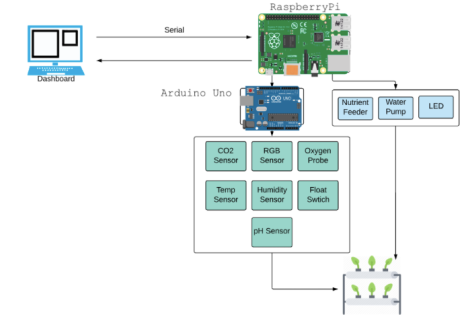 RaspberryPi
Serial
Dashboard
Arduino Uno
Nutrient
Feeder
Water
Pump
LED
CO2
Sensor
RGB
Sensor
Oxygen
Probe
Temp
Sensor
Humidity
Sensor
Float
Swtich
pH Sensor